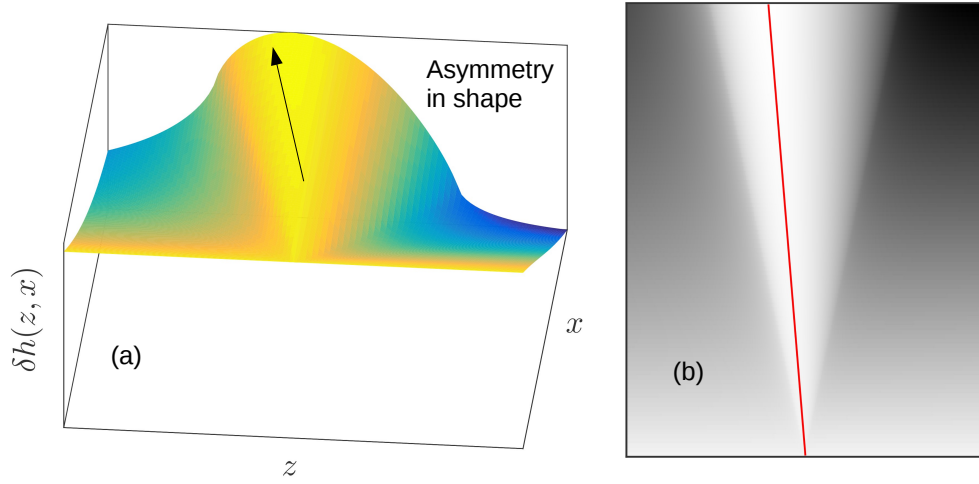 Asymmetry
in shape
δh(z, x)
(a)
x
z
(b)